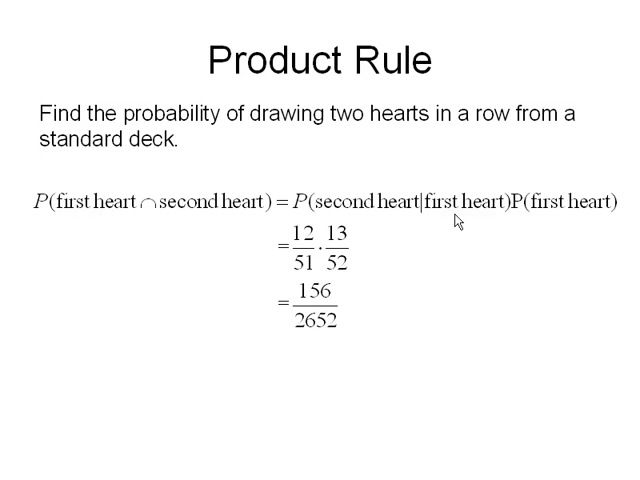 Product Rule
Find the probability of drawing two hearts in a row from a
standard deck.
P(first heart ∩ second heart) = P(second heart|first heart)P(first heart)
= 12/51 · 13/52
= 156/2652